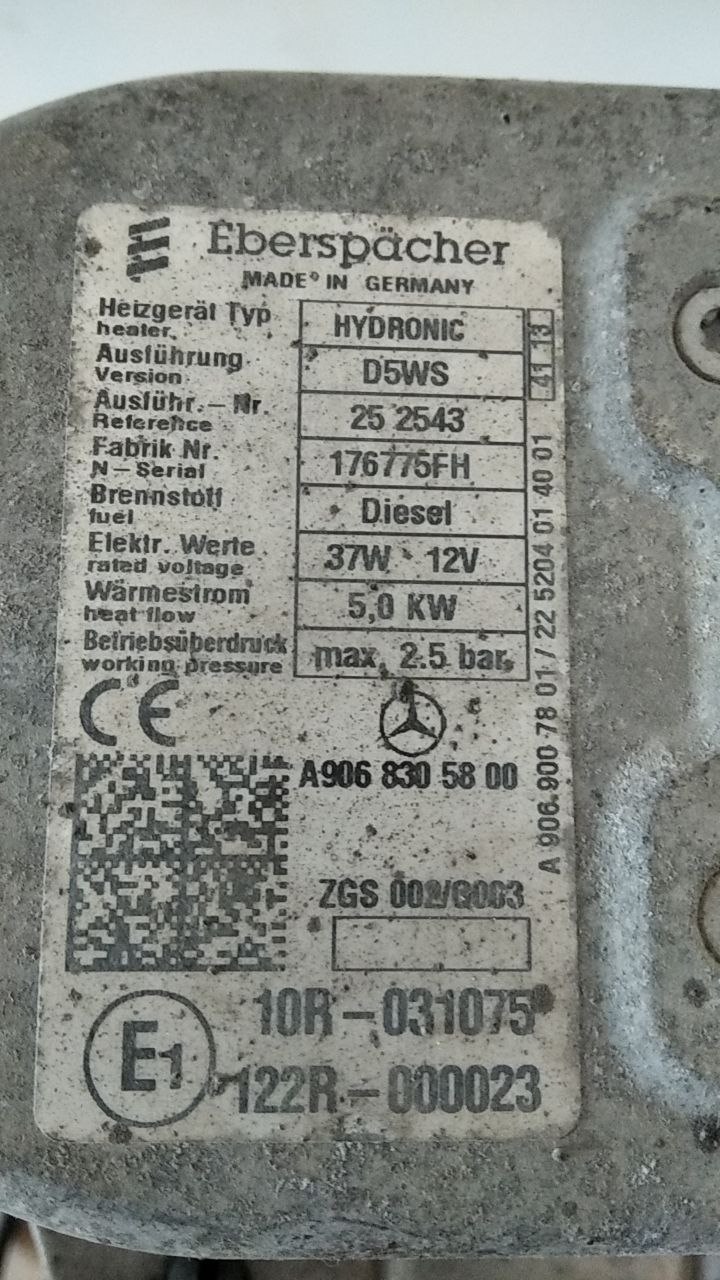 Eberspächer
MADE IN GERMANY
Heizgerät Typ HYDRONIC
heater.
Ausführung D5WS
Version
Ausführ.-Nr. 25 2543
Reference
Fabrik Nr. 176775FH
N-Serial
Brennstoff Diesel
fuel
Elektr. Werte 37W 12V
rated voltage
Wärmestrom 5,0 KW
heat flow
Betriebsüberdruck max. 2.5 bar.
working pressure
41 13
A 906 900 78 01 / 22 5204 01 40 01
CE
A906 830 58 00
ZGS
E1
10R-031075
122R-000023